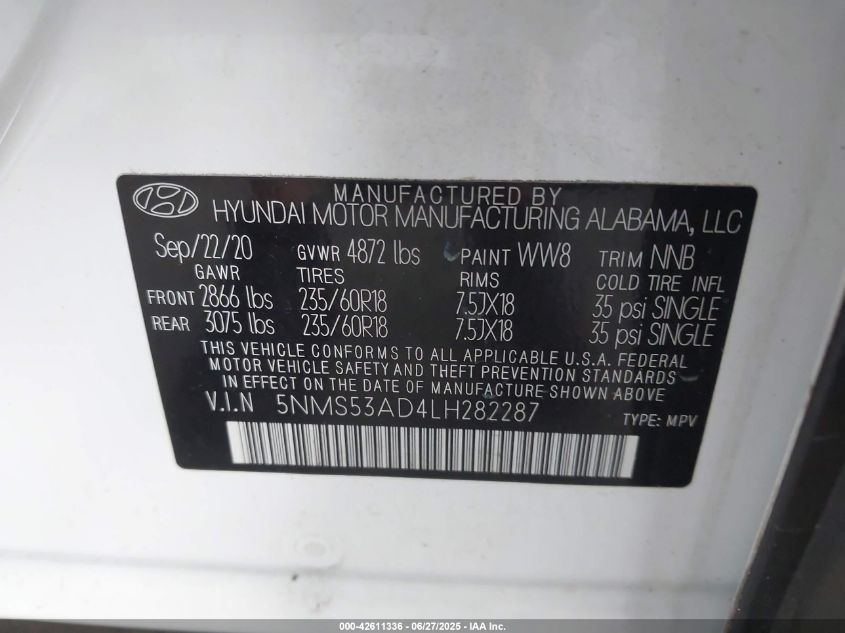 MANUFACTURED BY
HYUNDAI MOTOR MANUFACTURING ALABAMA, LLC
Sep/22/20 GVWR 4872 lbs PAINT WW8 TRIM NNB
GAWR TIRES RIMS COLD TIRE INFL
FRONT 2866 lbs 235/60R18 7.5JX18 35 psi SINGLE
REAR 3075 lbs 235/60R18 7.5JX18 35 psi SINGLE
THIS VEHICLE CONFORMS TO ALL APPLICABLE U.S.A. FEDERAL
MOTOR VEHICLE SAFETY AND THEFT PREVENTION STANDARDS
IN EFFECT ON THE DATE OF MANUFACTURE SHOWN ABOVE
V.I.N 5NMS53AD4LH282287 TYPE: MPV
000-42611336 - 06/27/2025 - IAA Inc.